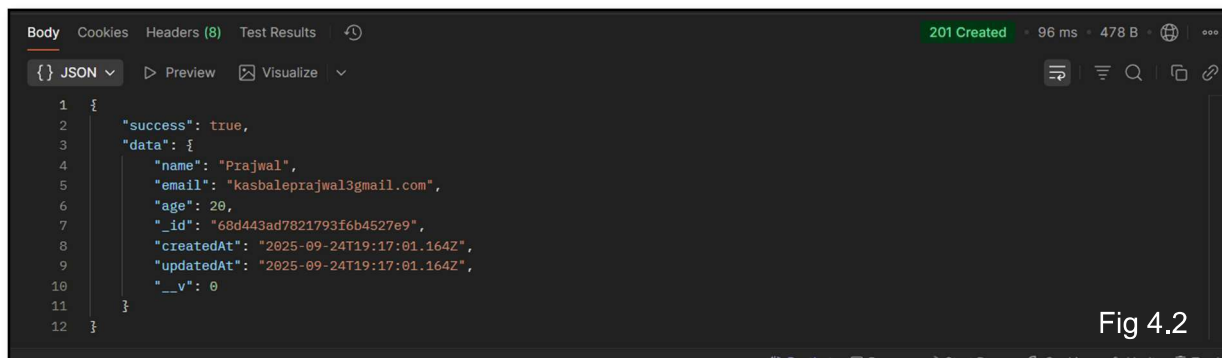 Body Cookies Headers (8) Test Results 201 Created • 96 ms • 478 B
{} JSON Preview Visualize
1 {
2 "success": true,
3 "data": {
4 "name": "Prajwal",
5 "email": "kasbaleprajwal3gmail.com",
6 "age": 20,
7 "_id": "68d443ad7821793f6b4527e9",
8 "createdAt": "2025-09-24T19:17:01.164Z",
9 "updatedAt": "2025-09-24T19:17:01.164Z",
10 "__v": 0
11 }
12 }
Fig 4.2